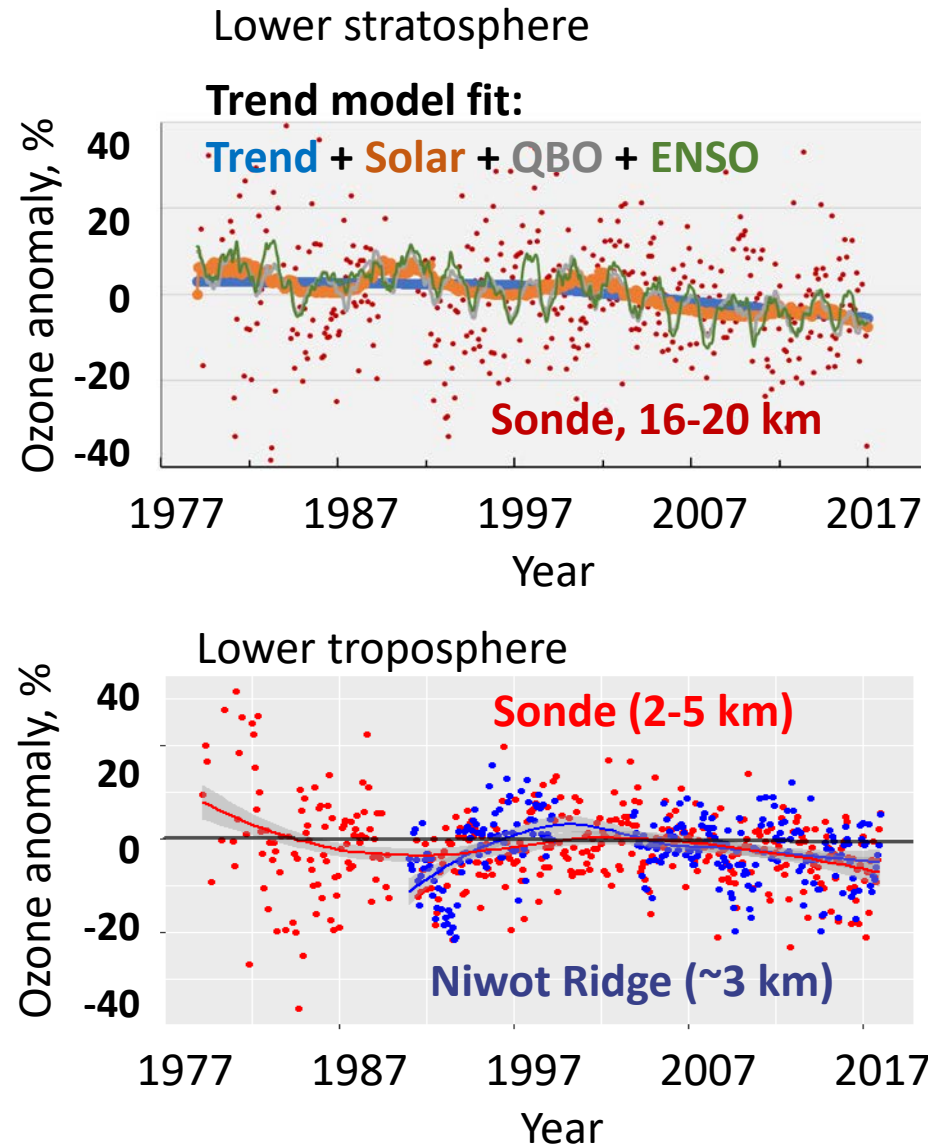 Lower stratosphere
Trend model fit:
Trend + Solar + QBO + ENSO
Ozone anomaly, %
40
20
0
-20
-40
Sonde, 16-20 km
1977 1987 1997 2007 2017
Year
Lower troposphere
Ozone anomaly, %
40
20
0
-20
-40
Sonde (2-5 km)
Niwot Ridge (~3 km)
1977 1987 1997 2007 2017
Year